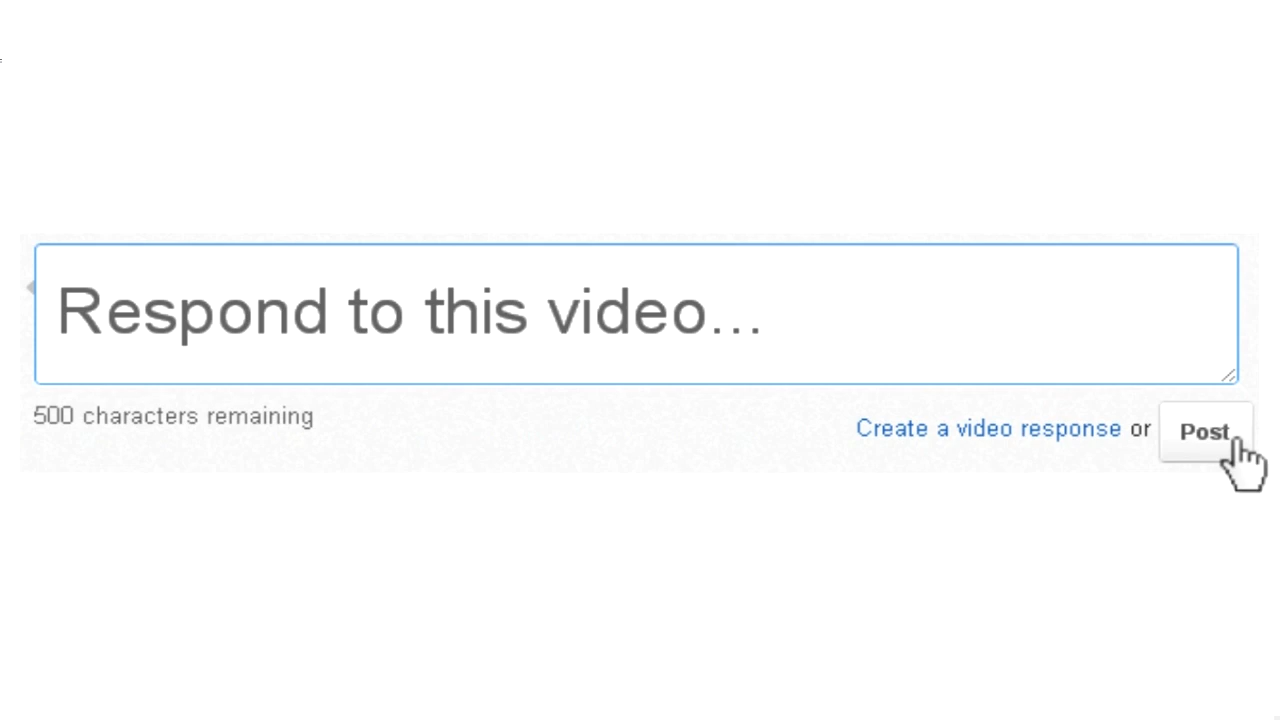 Respond to this video...
500 characters remaining
Create a video response or Post